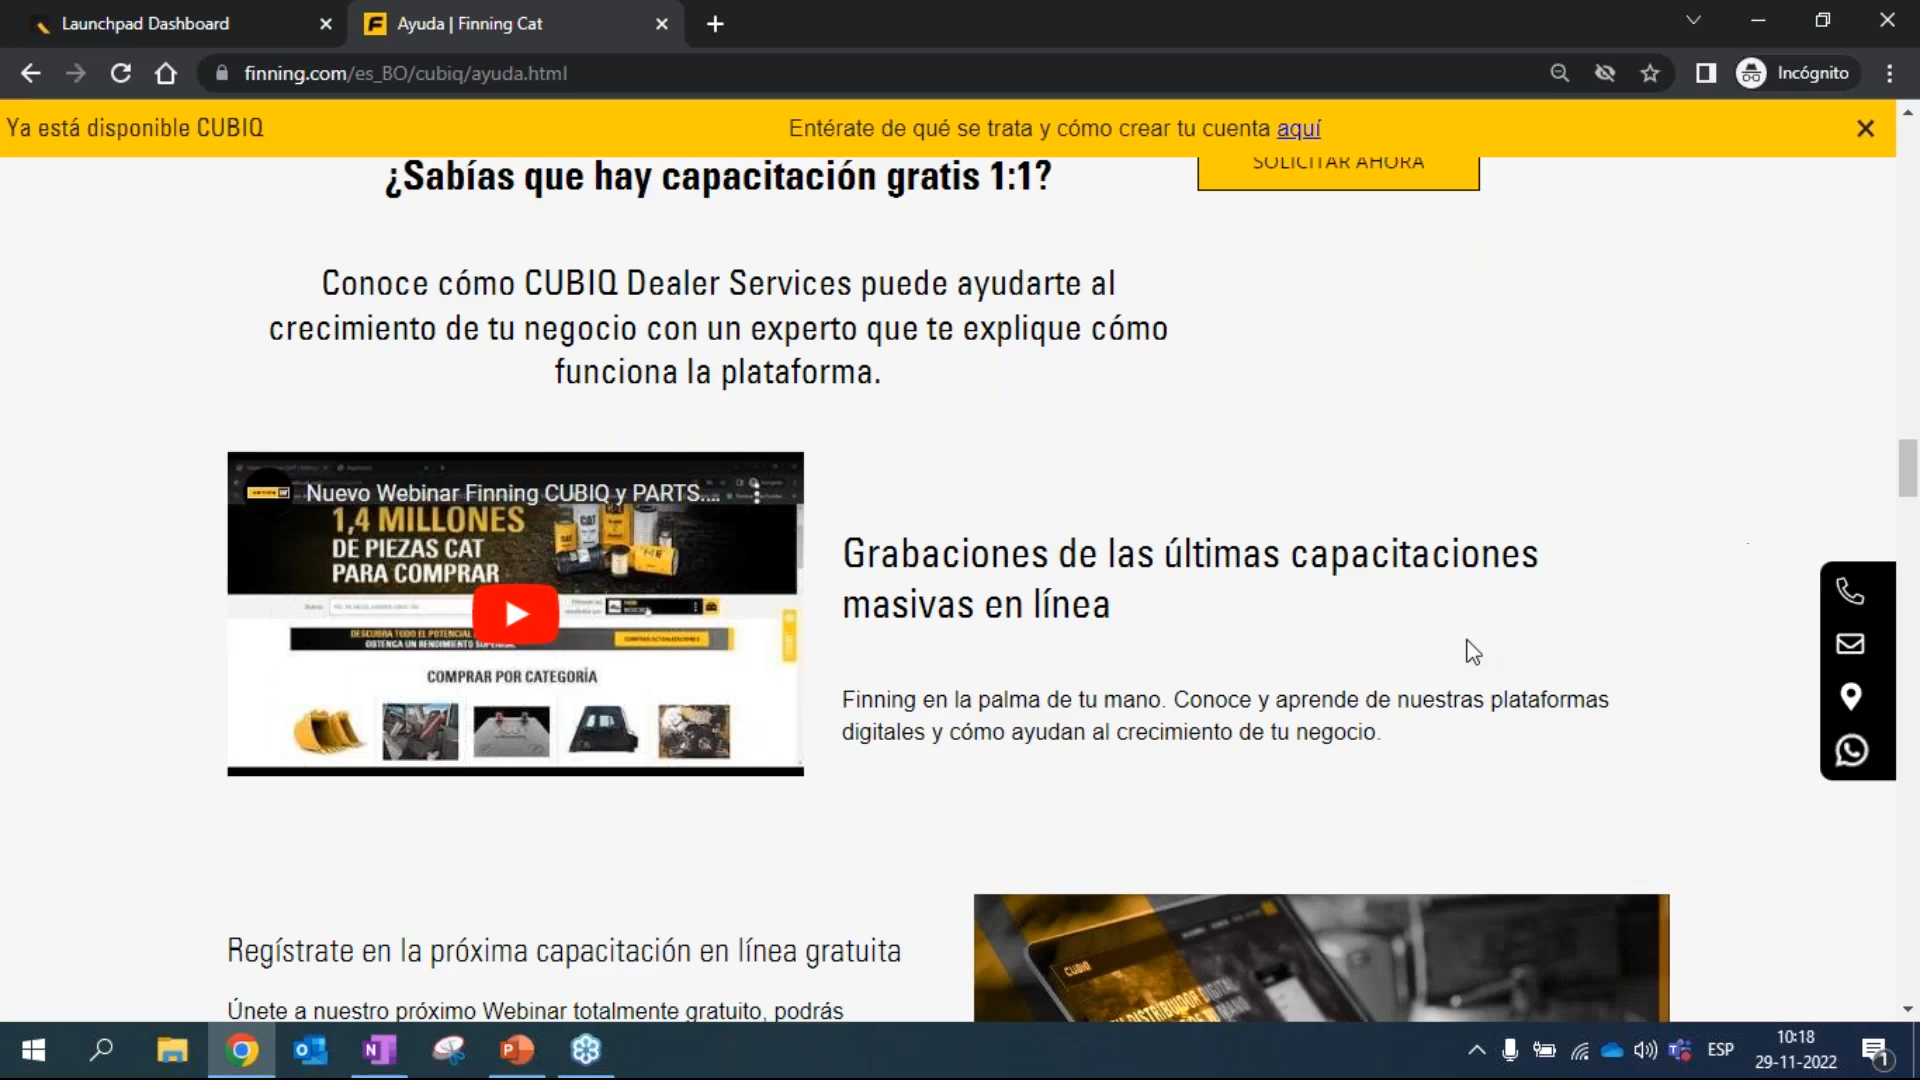 Launchpad Dashboard
Ayuda | Finning Cat
finning.com/es_BO/cubiq/ayuda.html
Incógnito
Ya está disponible CUBIQ
Entérate de qué se trata y cómo crear tu cuenta aquí
¿Sabías que hay capacitación gratis 1:1?
SOLICITAR AHORA
Conoce cómo CUBIQ Dealer Services puede ayudarte al
crecimiento de tu negocio con un experto que te explique cómo
funciona la plataforma.
Nuevo Webinar Finning CUBIQ y PARTS....
1,4 MILLONES
DE PIEZAS CAT
PARA COMPRAR
DESCUBRA TODO EL POTENCIAL
OBTENGA UN RENDIMIENTO SUPERIOR
COMPRAR POR CATEGORÍA
Grabaciones de las últimas capacitaciones
masivas en línea
Finning en la palma de tu mano. Conoce y aprende de nuestras plataformas
digitales y cómo ayudan al crecimiento de tu negocio.
Regístrate en la próxima capacitación en línea gratuita
Únete a nuestro próximo Webinar totalmente gratuito, podrás
CUBIQ
DISTRIBUIDOR DIGITAL
ESP
10:18
29-11-2022
1